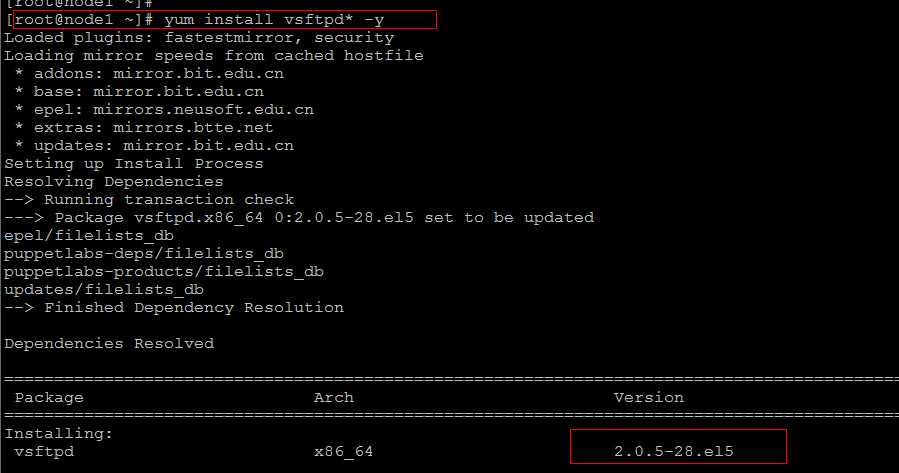 [root@node1 ~]#
[root@node1 ~]# yum install vsftpd* -y
Loaded plugins: fastestmirror, security
Loading mirror speeds from cached hostfile
 * addons: mirror.bit.edu.cn
 * base: mirror.bit.edu.cn
 * epel: mirrors.neusoft.edu.cn
 * extras: mirrors.btte.net
 * updates: mirror.bit.edu.cn
Setting up Install Process
Resolving Dependencies
--> Running transaction check
---> Package vsftpd.x86_64 0:2.0.5-28.el5 set to be updated
epel/filelists_db
puppetlabs-deps/filelists_db
puppetlabs-products/filelists_db
updates/filelists_db
--> Finished Dependency Resolution
Dependencies Resolved
==========================================================================================
 Package                       Arch                          Version
==========================================================================================
Installing:
 vsftpd                        x86_64                        2.0.5-28.el5